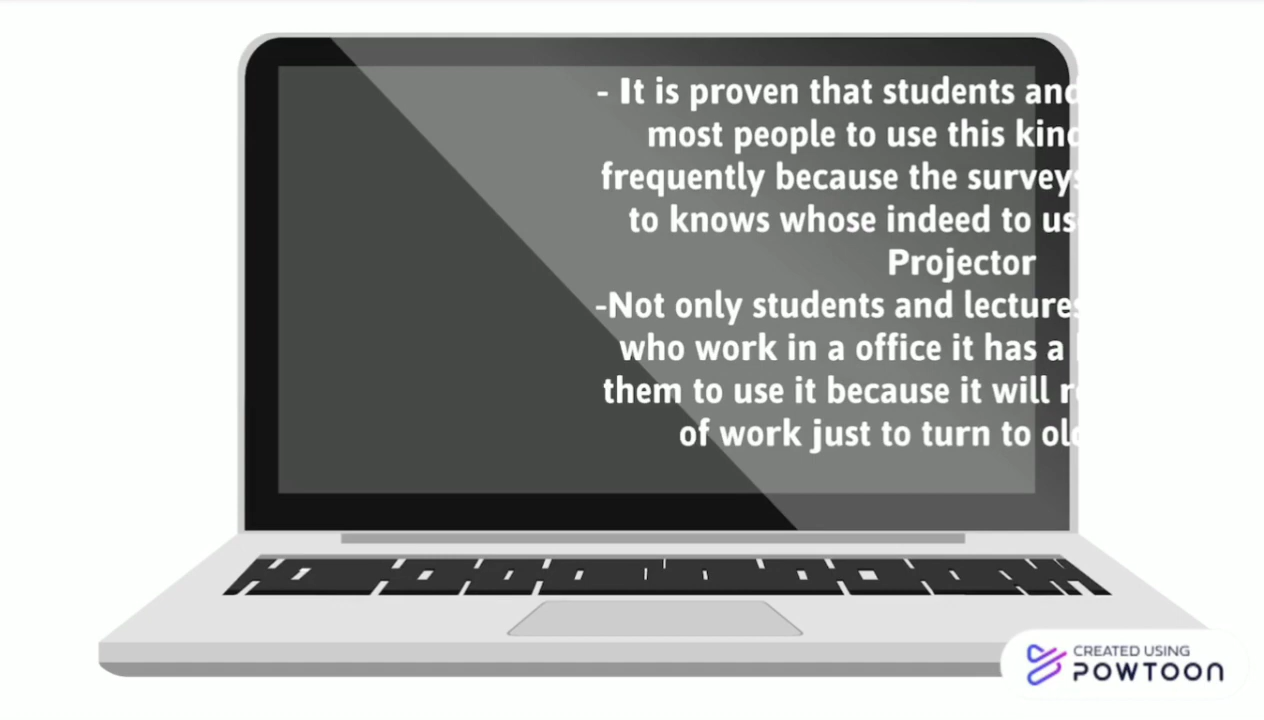 - It is proven that students and
most people to use this kind
frequently because the surveys
to knows whose indeed to us
Projector
-Not only students and lectures
who work in a office it has a
them to use it because it will
of work just to turn to old
CREATED USING
POWTOON